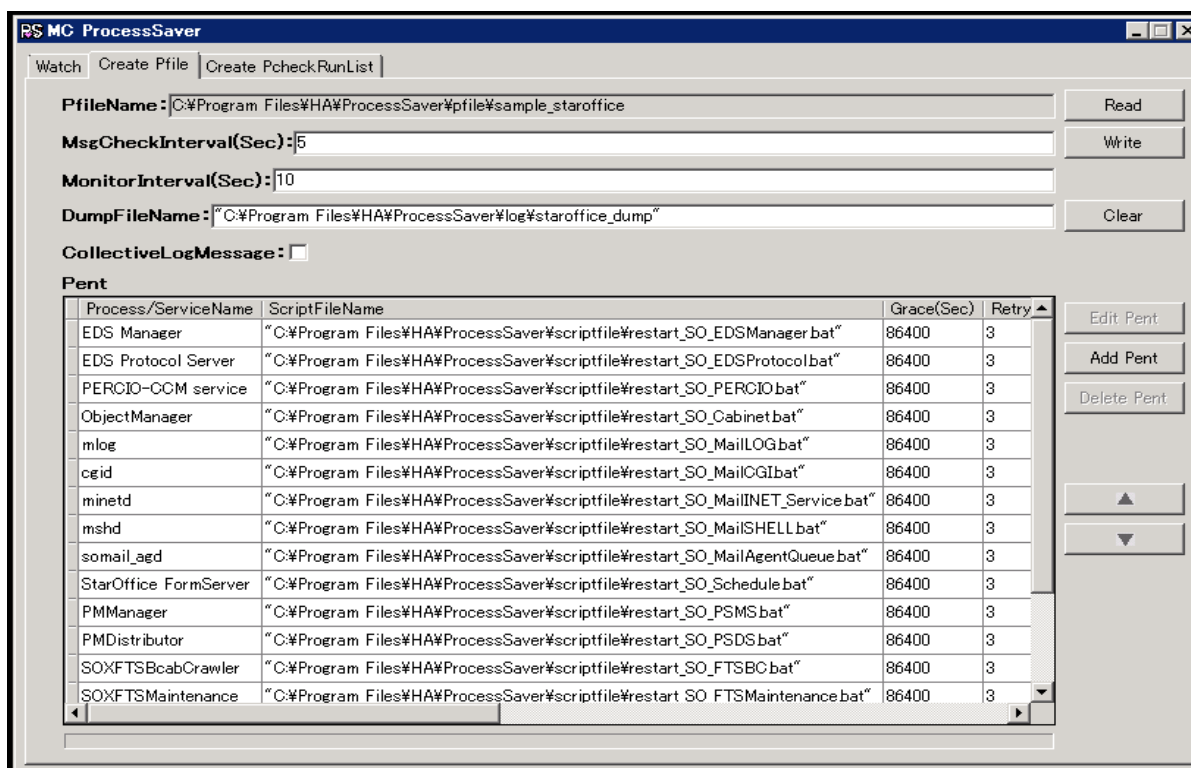 RS MC ProcessSaver
Watch Create Pfile Create PcheckRunList
PfileName: C:¥Program Files¥HA¥ProcessSaver¥pfile¥sample_staroffice Read
MsgCheckInterval(Sec): 5 Write
MonitorInterval(Sec): 10
DumpFileName: "C:¥Program Files¥HA¥ProcessSaver¥log¥staroffice_dump" Clear
CollectiveLogMessage:
Pent
Process/ServiceName ScriptFileName Grace(Sec) Retry
EDS Manager "C:¥Program Files¥HA¥ProcessSaver¥scriptfile¥restart_SO_EDSManager.bat" 86400 3 Edit Pent
EDS Protocol Server "C:¥Program Files¥HA¥ProcessSaver¥scriptfile¥restart_SO_EDSProtocol.bat" 86400 3 Add Pent
PERCIO-CCM service "C:¥Program Files¥HA¥ProcessSaver¥scriptfile¥restart_SO_PERCIO.bat" 86400 3 Delete Pent
ObjectManager "C:¥Program Files¥HA¥ProcessSaver¥scriptfile¥restart_SO_Cabinet.bat" 86400 3
mlog "C:¥Program Files¥HA¥ProcessSaver¥scriptfile¥restart_SO_MailLOG.bat" 86400 3
cgid "C:¥Program Files¥HA¥ProcessSaver¥scriptfile¥restart_SO_MailCGI.bat" 86400 3
minetd "C:¥Program Files¥HA¥ProcessSaver¥scriptfile¥restart_SO_MailINET_Service.bat" 86400 3
mshd "C:¥Program Files¥HA¥ProcessSaver¥scriptfile¥restart_SO_MailSHELL.bat" 86400 3
somail_agd "C:¥Program Files¥HA¥ProcessSaver¥scriptfile¥restart_SO_MailAgentQueue.bat" 86400 3
StarOffice FormServer "C:¥Program Files¥HA¥ProcessSaver¥scriptfile¥restart_SO_Schedule.bat" 86400 3
PMManager "C:¥Program Files¥HA¥ProcessSaver¥scriptfile¥restart_SO_PSMS.bat" 86400 3
PMDistributor "C:¥Program Files¥HA¥ProcessSaver¥scriptfile¥restart_SO_PSDS.bat" 86400 3
SOXFTSBcabCrawler "C:¥Program Files¥HA¥ProcessSaver¥scriptfile¥restart_SO_FTSBC.bat" 86400 3
SOXFTSMaintenance "C:¥Program Files¥HA¥ProcessSaver¥scriptfile¥restart_SO_FTSMaintenance.bat" 86400 3